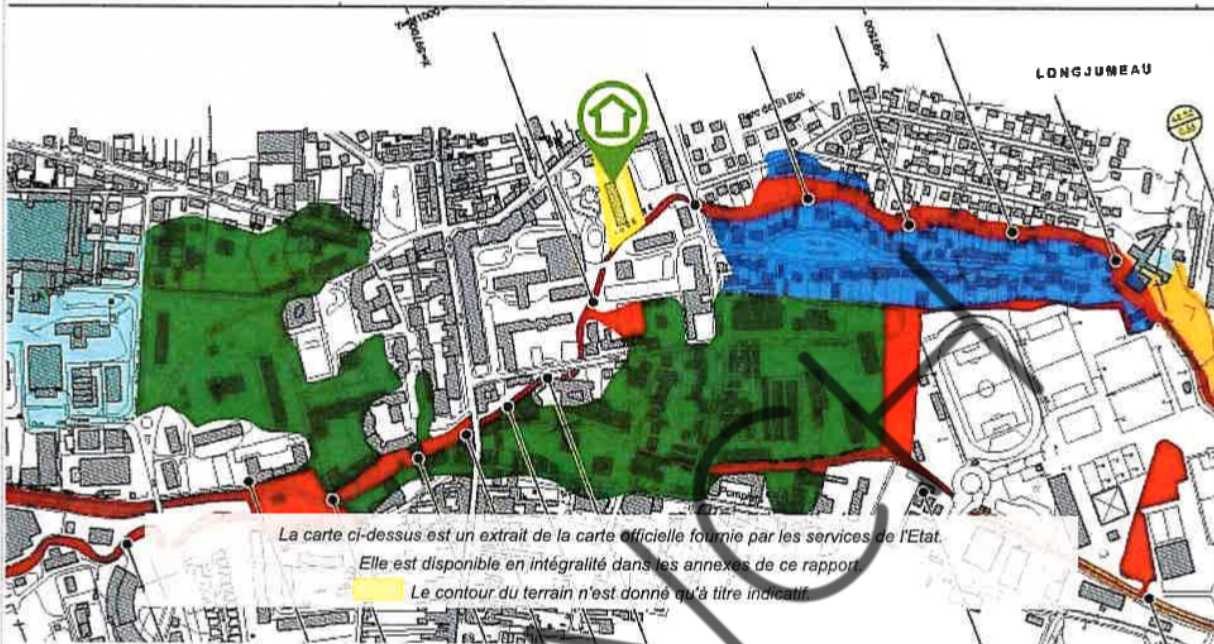 LONGJUMEAU
La carte ci-dessus est un extrait de la carte officielle fournie par les services de l'Etat.
Elle est disponible en intégralité dans les annexes de ce rapport.
Le contour du terrain n'est donné qu'à titre indicatif.